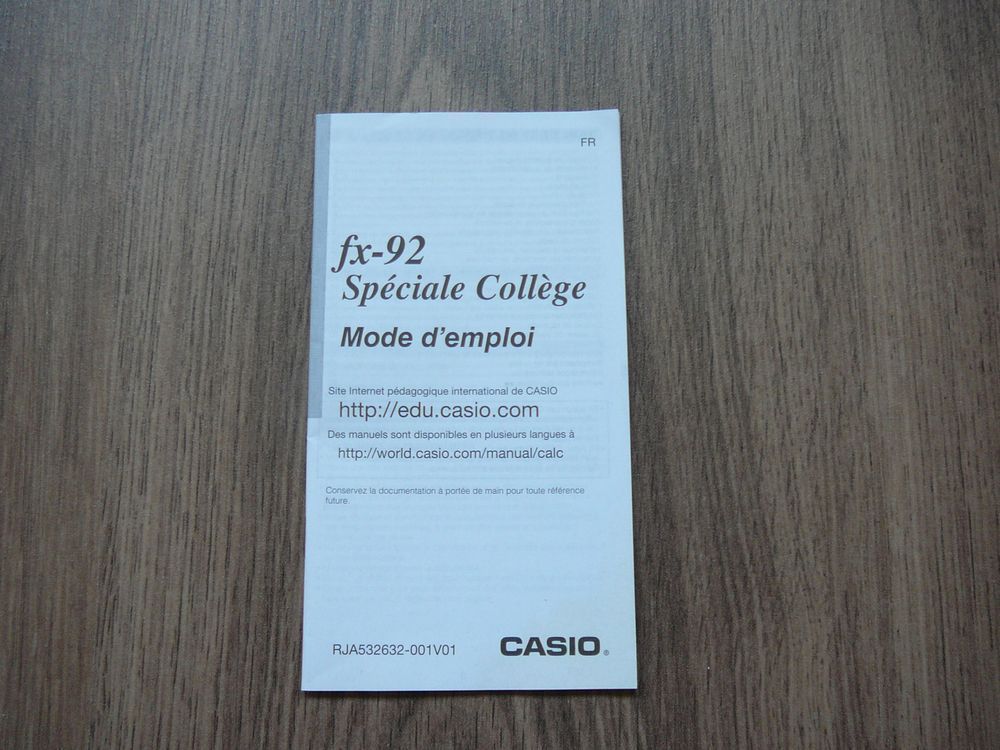 FR
fx-92
Spéciale Collège
Mode d'emploi
Site Internet pédagogique international de CASIO
http://edu.casio.com
Des manuels sont disponibles en plusieurs langues à
http://world.casio.com/manual/calc
Conservez la documentation à portée de main pour toute référence
future.
RJA532632-001V01
CASIO®